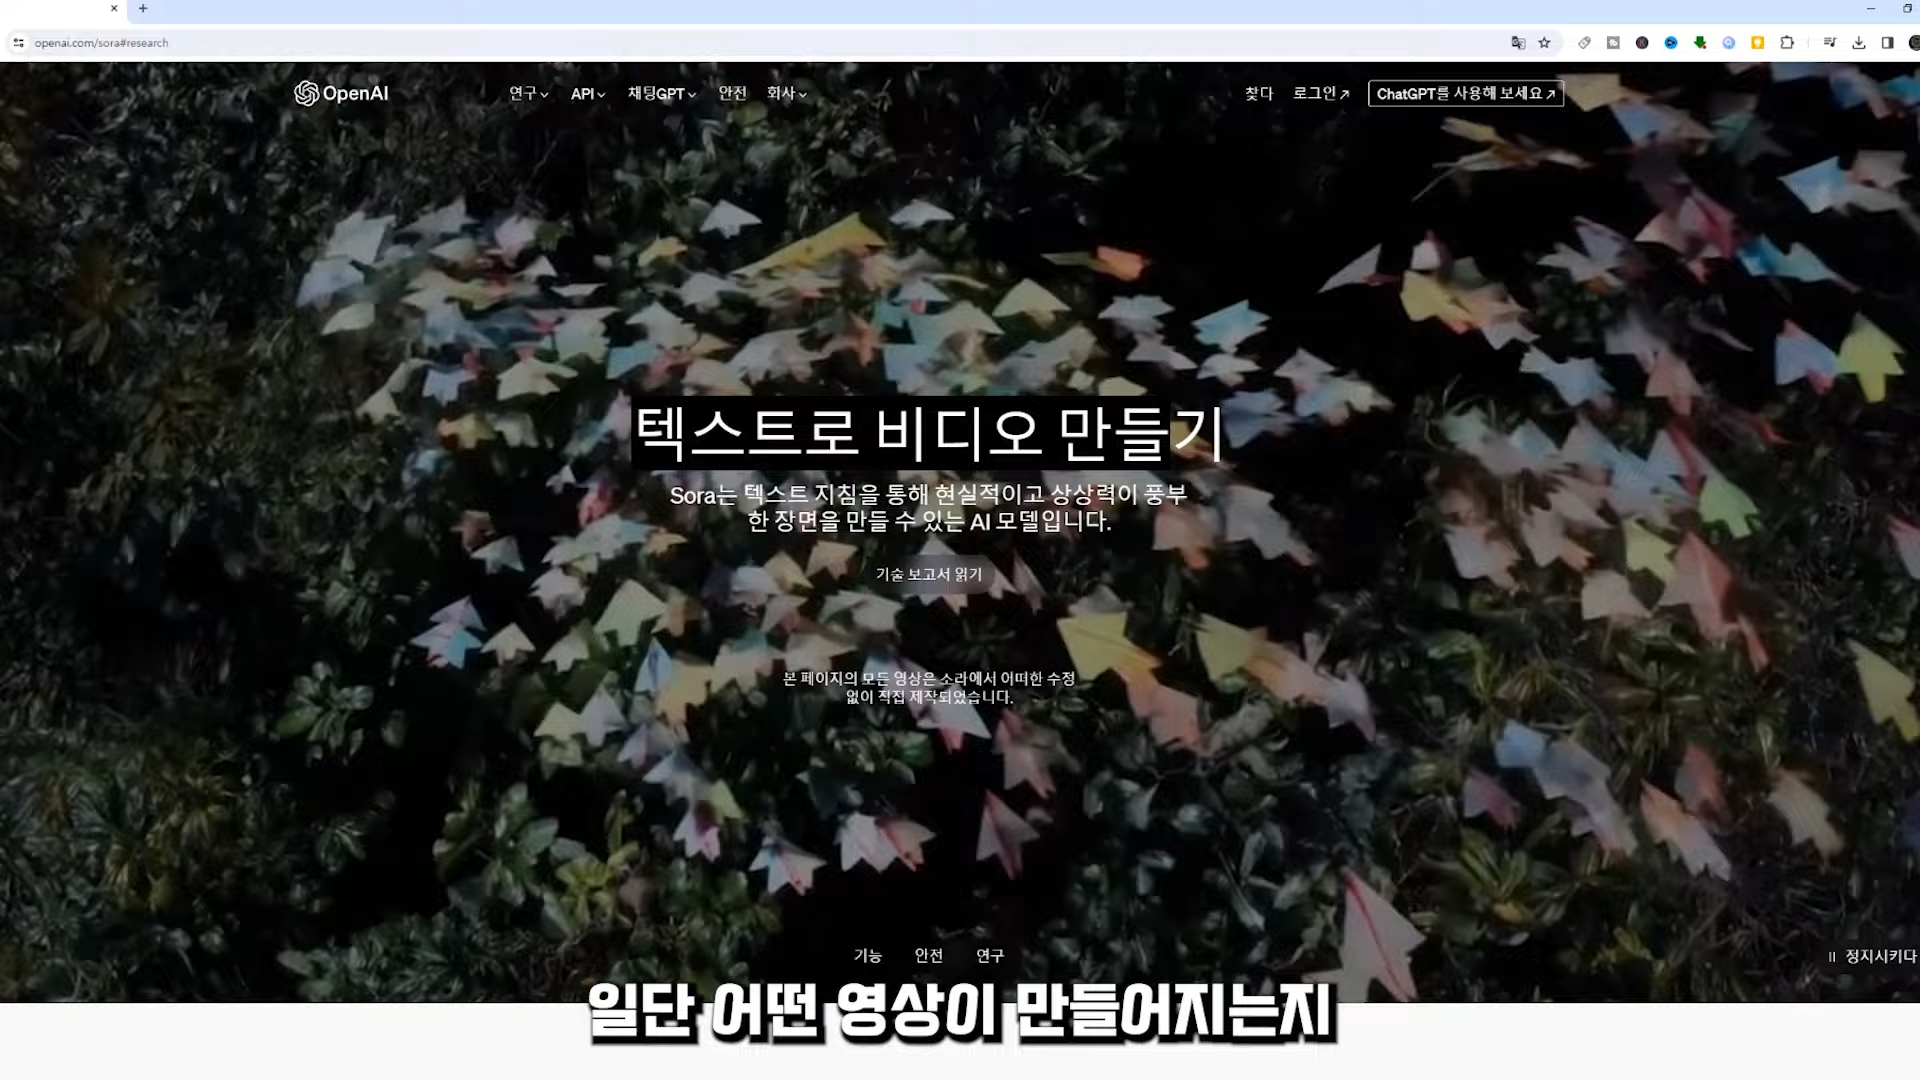 openai.com/sora#research
OpenAI
연구
API
채팅GPT
안전
회사
찾다
로그인
ChatGPT를 사용해 보세요
텍스트로 비디오 만들기
Sora는 텍스트 지침을 통해 현실적이고 상상력이 풍부
한 장면을 만들 수 있는 AI 모델입니다.
기술 보고서 읽기
본 페이지의 모든 영상은 소라에서 어떠한 수정
없이 직접 제작되었습니다.
기능
안전
연구
정지시키다
일단 어떤 영상이 만들어지는지